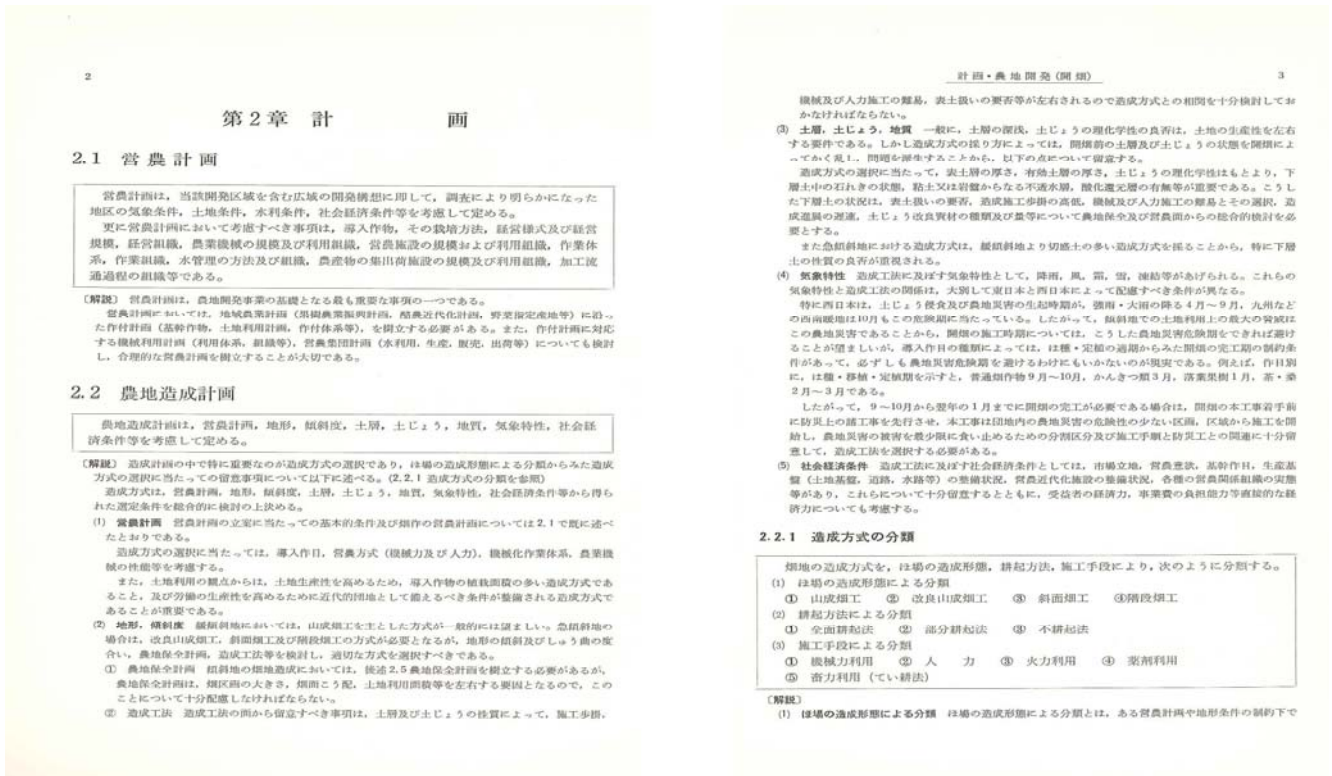 2
第2章 計 画
2.1 営農計画
営農計画は，当該開発区域を含む広域の開発構想に即して，調査により明らかになった
地区の気象条件，土地条件，水利条件，社会経済条件等を考慮して定める。
更に営農計画において考慮すべき事項は，導入作物，その栽培方法，経営様式及び経営
規模，経営組織，農業機械の規模及び利用組織，営農施設の規模および利用組織，作業体
系，作業組織，水管理の方法及び組織，農産物の集出荷施設の規模及び利用組織，加工流
通過程の組織等である。
〔解説〕 営農計画は，農地開発事業の基礎となる最も重要な事項の一つである。
営農計画においては，地域農業計画（果樹農業振興計画，酪農近代化計画，野菜指定産地等）に沿っ
た作付計画（基幹作物，土地利用計画，作付体系等），を樹立する必要がある。また，作付計画に対応
する機械利用計画（利用体系，組織等），営農集団計画（水利用，生産，販売，出荷等）についても検討
し，合理的な営農計画を樹立することが大切である。
2.2 農地造成計画
農地造成計画は，営農計画，地形，傾斜度，土層，土じょう，地質，気象特性，社会経
済条件等を考慮して定める。
〔解説〕 造成計画の中で特に重要なのが造成方式の選択であり，ほ場の造成形態による分類からみた造成
方式の選択に当たっての留意事項について以下に述べる。(2.2.1 造成方式の分類を参照)
造成方式は，営農計画，地形，傾斜度，土層，土じょう，地質，気象特性，社会経済条件等から得ら
れた選定条件を総合的に検討の上決める。
(1) 営農計画 営農計画の立案に当たっての基本的条件及び畑作の営農計画については2.1で既に述べ
たとおりである。
造成方式の選択に当たっては，導入作目，営農方式（機械力及び人力），機械化作業体系，農業機
械の性能等を考慮する。
また，土地利用の観点からは，土地生産性を高めるため，導入作物の植栽面積の多い造成方式であ
ること，及び労働の生産性を高めるために近代的団地として備えるべき条件が整備される造成方式で
あることが重要である。
(2) 地形，傾斜度 緩傾斜地においては，山成畑工を主とした方式が一般的には望ましい。急傾斜地の
場合は，改良山成畑工，斜面畑工及び階段畑工の方式が必要となるが，地形の傾斜及びしゅう曲の度
合い，農地保全計画，造成工法等を検討し，適切な方式を選択すべきである。
① 農地保全計画 傾斜地の畑地造成においては，後述2.5農地保全計画を樹立する必要があるが，
農地保全計画は，畑区画の大きさ，畑面こう配，土地利用面積等を左右する要因となるので，この
ことについて十分配慮しなければならない。
② 造成工法 造成工法の面から留意すべき事項は，土層及び土じょうの性質によって，施工歩掛，
計画・農地開発（開畑） 3
機械及び人力施工の難易，表土扱いの要否等が左右されるので造成方式との相関を十分検討してお
かなければならない。
(3) 土層，土じょう，地質 一般に，土層の深浅，土じょうの理化学性の良否は，土地の生産性を左右
する要件である。しかし造成方式の採り方によっては，開畑前の土層及び土じょうの状態を開畑によ
ってかく乱し，問題を派生することから，以下の点について留意する。
造成方式の選択に当たって，表土層の厚さ，有効土層の厚さ，土じょうの理化学性はもとより，下
層土中の石れきの状態，粘土又は岩盤からなる不透水層，酸化還元層の有無等が重要である。こうし
た下層土の状況は，表土扱いの要否，造成施工歩掛の高低，機械及び人力施工の難易とその選択，造
成進展の遅速，土じょう改良資材の種類及び量等について農地保全及び営農面からの総合的検討を必
要とする。
また急傾斜地における造成方式は，緩傾斜地より切盛土の多い造成方式を採ることから，特に下層
土の性質の良否が重視される。
(4) 気象特性 造成工法に及ぼす気象特性として，降雨，風，霜，雪，凍結等があげられる。これらの
気象特性と造成工法の関係は，大別して東日本と西日本によって配慮すべき条件が異なる。
特に西日本は，土じょう侵食及び農地災害の生起時期が，強雨・大雨の降る4月～9月，九州など
の西南暖地は10月もこの危険期に当たっている。したがって，傾斜地での土地利用上の最大の脅威は
この農地災害であることから，開畑の施工時期については，こうした農地災害危険期をできれば避け
ることが望ましいが，導入作目の種類によっては，は種・定植の適期からみた開畑の完工期の制約条
件があって，必ずしも農地災害危険期を避けるわけにもいかないのが現実である。例えば，作目別
に，は種・移植・定植期を示すと，普通畑作物9月～10月，かんきつ類3月，落葉果樹1月，茶・桑
2月～3月である。
したがって，9～10月から翌年の1月までに開畑の完工が必要である場合は，開畑の本工事着手前
に防災上の諸工事を先行させ，本工事は団地内の農地災害の危険性の少ない区画，区域から施工を開
始し，農地災害の被害を最少限に食い止めるための分割区分及び施工手順と防災工との関連に十分留
意して，造成工法を選択する必要がある。
(5) 社会経済条件 造成工法に及ぼす社会経済条件としては，市場立地，営農意欲，基幹作目，生産基
盤（土地基盤，道路，水路等）の整備状況，営農近代化施設の整備状況，各種の営農関係組織の実態
等があり，これらについて十分留意するとともに，受益者の経済力，事業費の負担能力等直接的な経
済力についても考慮する。
2.2.1 造成方式の分類
畑地の造成方式を，ほ場の造成形態，耕起方法，施工手段により，次のように分類する。
(1) ほ場の造成形態による分類
① 山成畑工 ② 改良山成畑工 ③ 斜面畑工 ④階段畑工
(2) 耕起方法による分類
① 全面耕起法 ② 部分耕起法 ③ 不耕起法
(3) 施工手段による分類
① 機械力利用 ② 人 力 ③ 火力利用 ④ 薬剤利用
⑤ 畜力利用（てい耕法）
〔解説〕
(1) ほ場の造成形態による分類 ほ場の造成形態による分類とは，ある営農計画や地形条件の制約下で